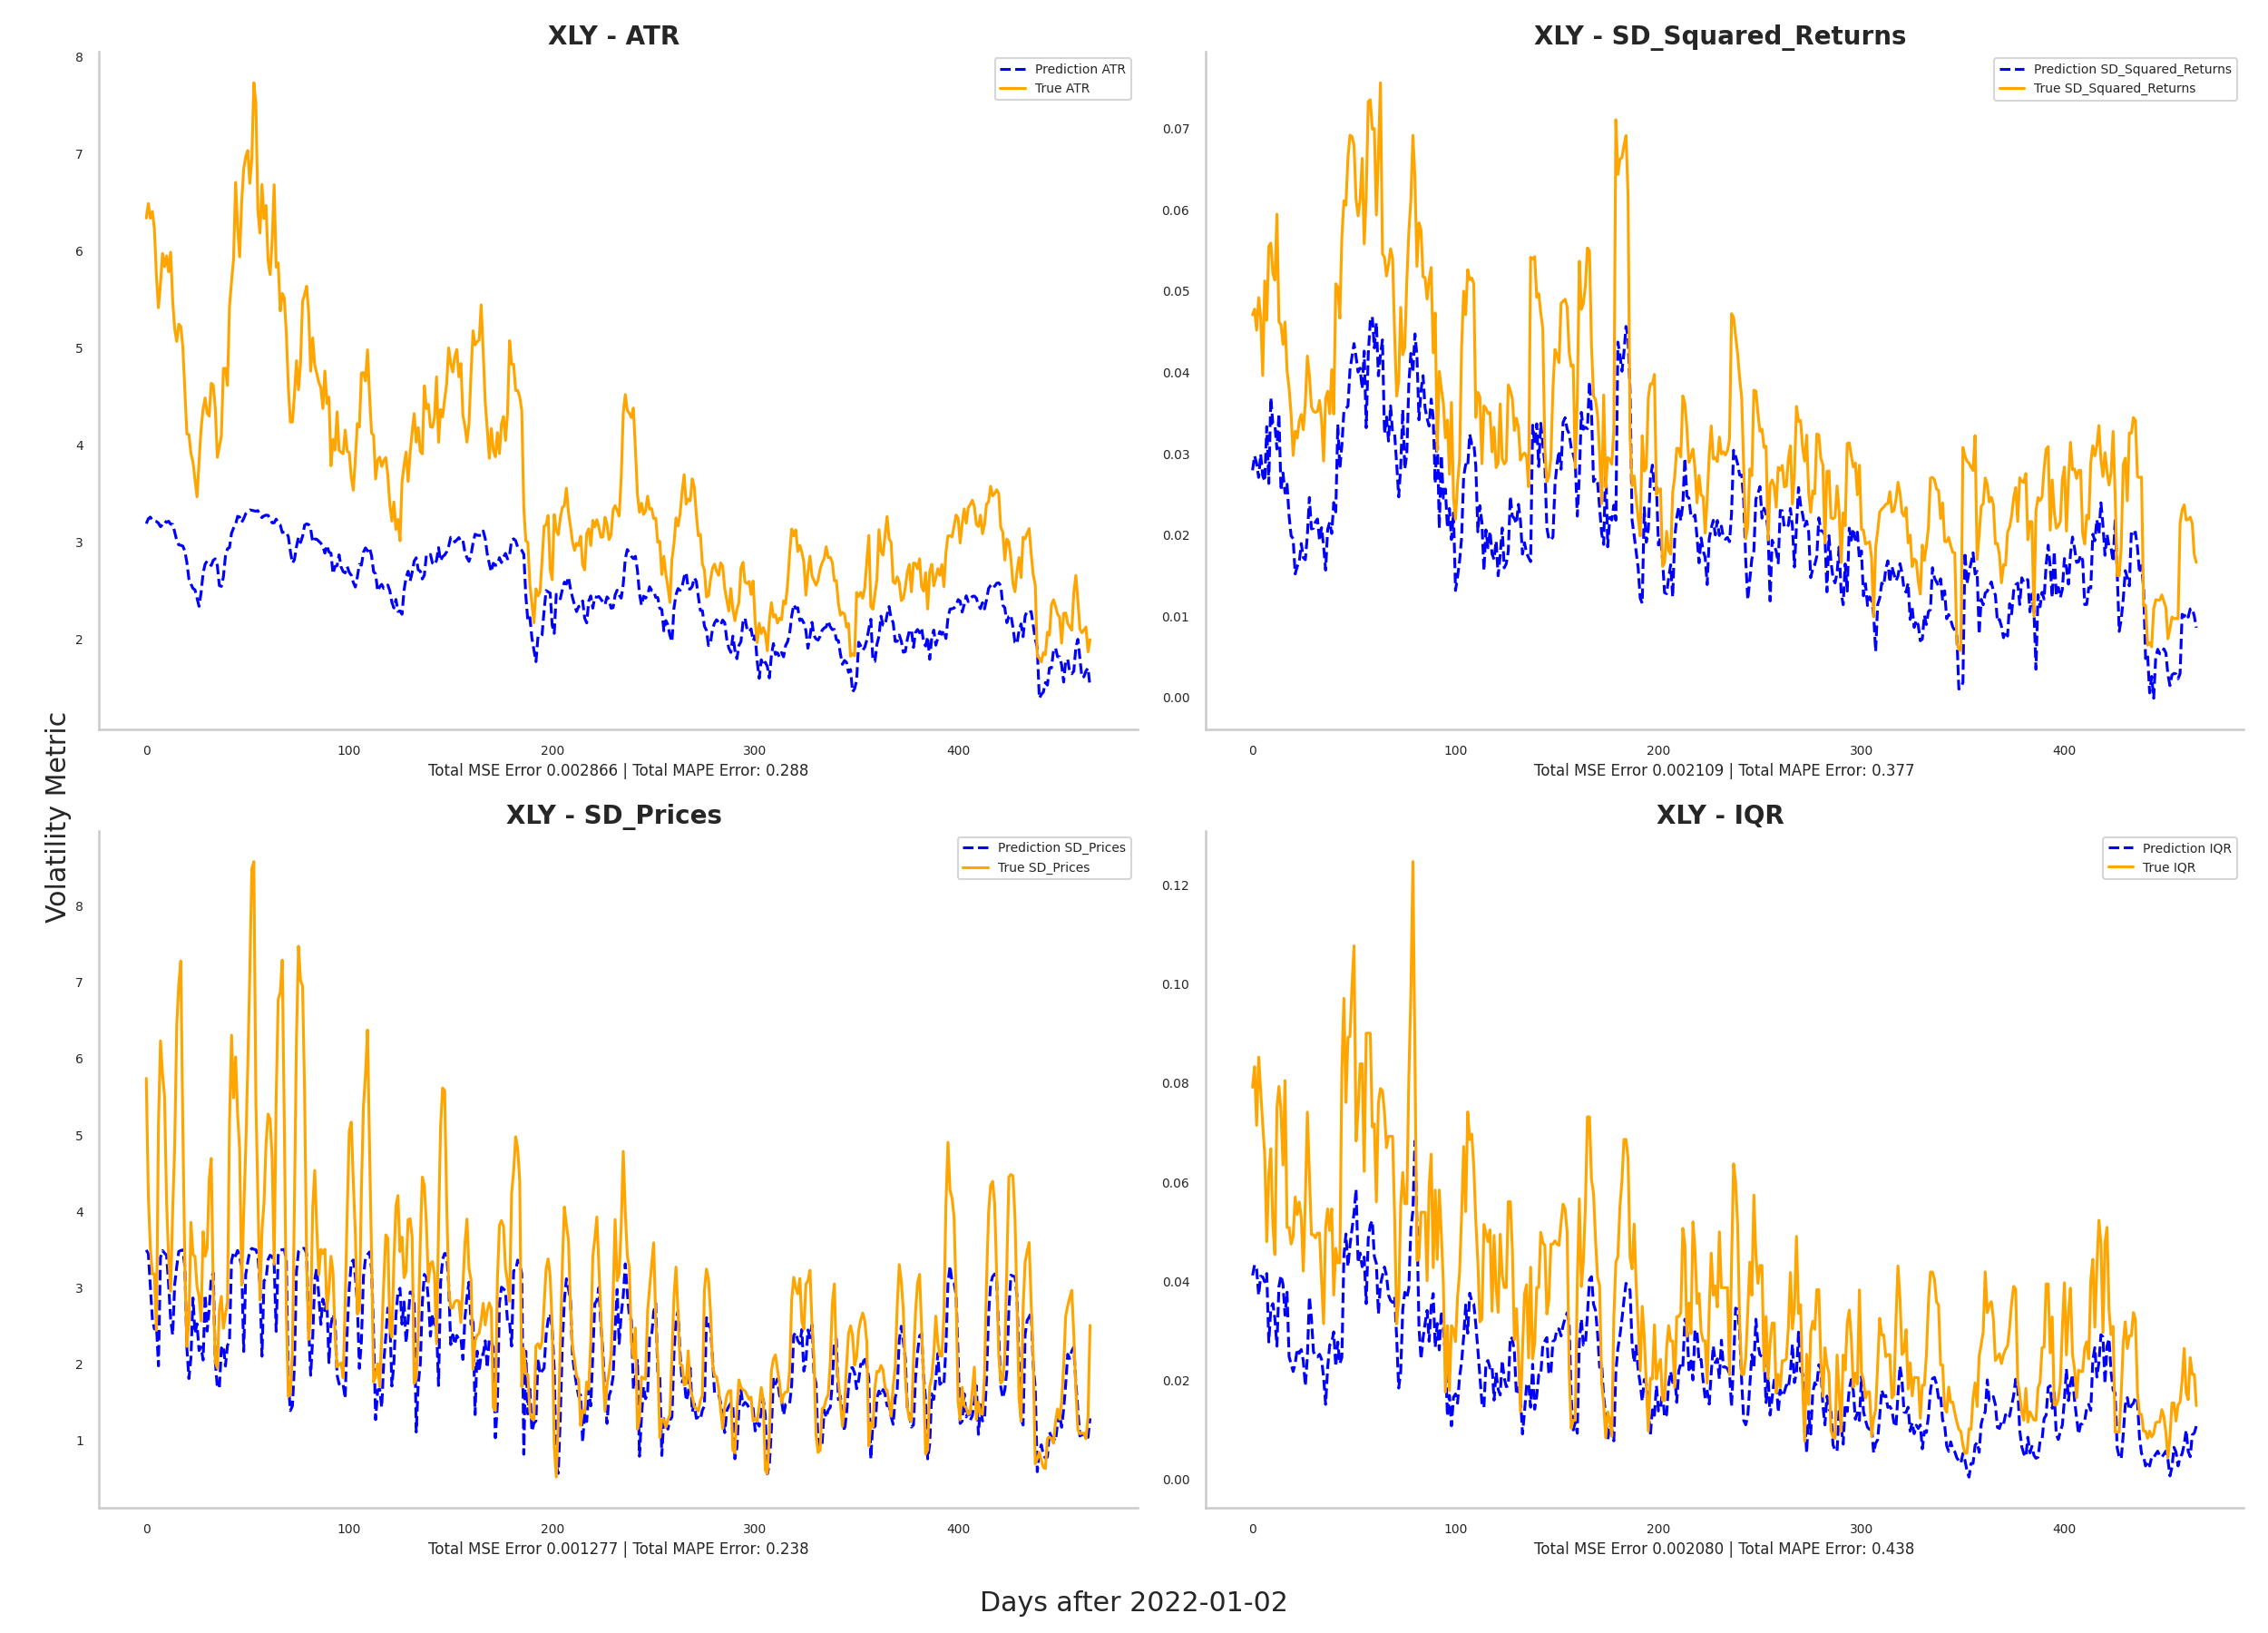 XLY - ATR
Prediction ATR
True ATR
8
7
6
5
4
3
2
0 100 200 300 400
Total MSE Error 0.002866 | Total MAPE Error: 0.288
XLY - SD_Squared_Returns
Prediction SD_Squared_Returns
True SD_Squared_Returns
0.07
0.06
0.05
0.04
0.03
0.02
0.01
0.00
0 100 200 300 400
Total MSE Error 0.002109 | Total MAPE Error: 0.377
Volatility Metric
XLY - SD_Prices
Prediction SD_Prices
True SD_Prices
8
7
6
5
4
3
2
1
0 100 200 300 400
Total MSE Error 0.001277 | Total MAPE Error: 0.238
XLY - IQR
Prediction IQR
True IQR
0.12
0.10
0.08
0.06
0.04
0.02
0.00
0 100 200 300 400
Total MSE Error 0.002080 | Total MAPE Error: 0.438
Days after 2022-01-02